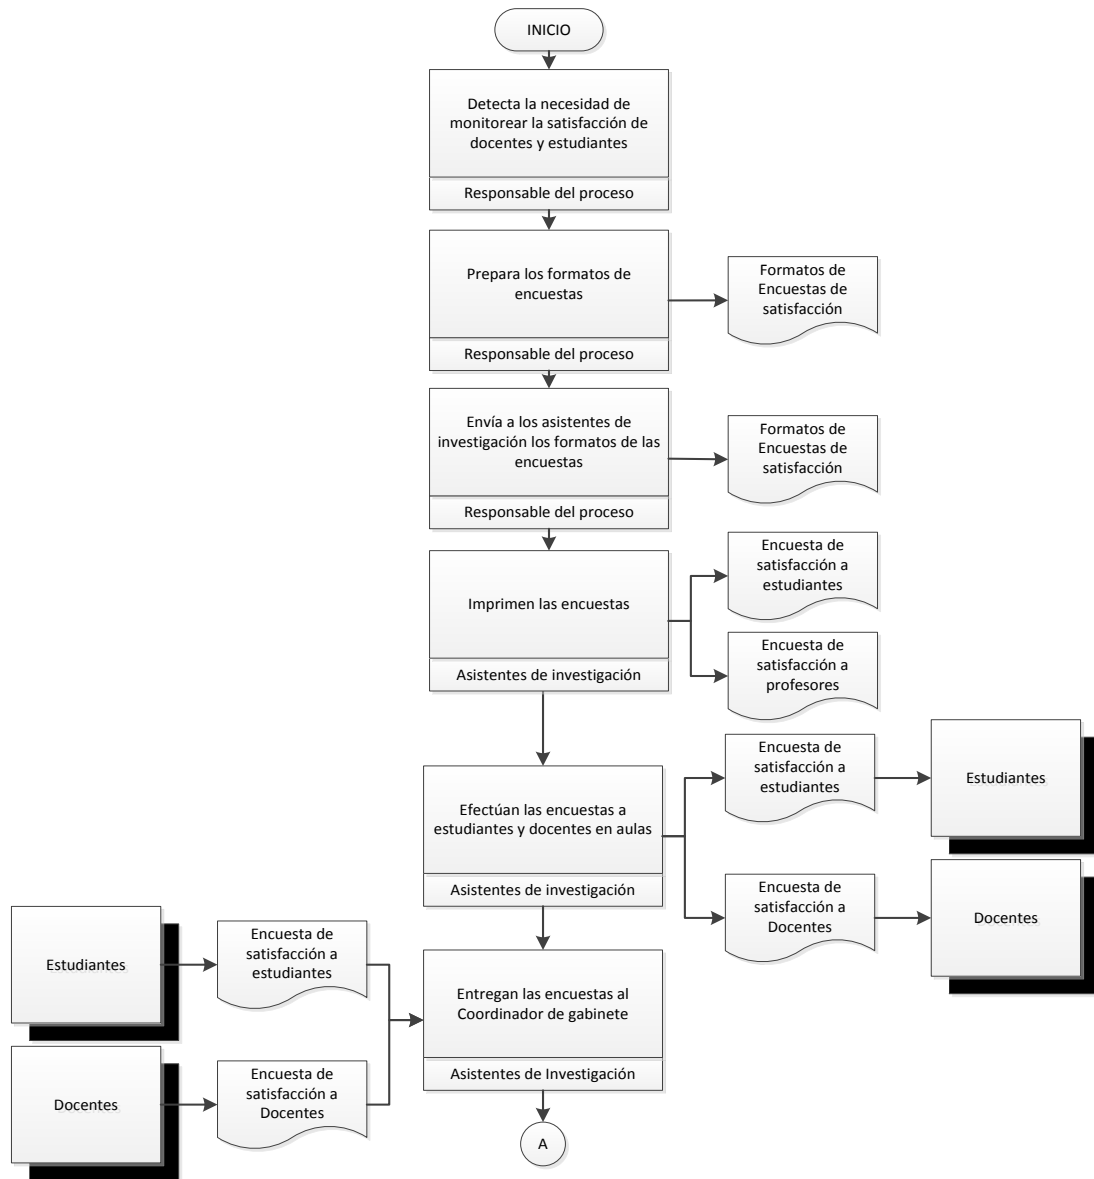 INICIO
Detecta la necesidad de
monitorear la satisfacción de
docentes y estudiantes
Responsable del proceso
Prepara los formatos de
encuestas
Responsable del proceso
Formatos de
Encuestas de
satisfacción
Envía a los asistentes de
investigación los formatos de las
encuestas
Responsable del proceso
Formatos de
Encuestas de
satisfacción
Imprimen las encuestas
Asistentes de investigación
Encuesta de
satisfacción a
estudiantes
Encuesta de
satisfacción a
profesores
Efectúan las encuestas a
estudiantes y docentes en aulas
Asistentes de investigación
Encuesta de
satisfacción a
estudiantes
Estudiantes
Encuesta de
satisfacción a
Docentes
Docentes
Estudiantes
Encuesta de
satisfacción a
estudiantes
Docentes
Encuesta de
satisfacción a
Docentes
Entregan las encuestas al
Coordinador de gabinete
Asistentes de Investigación
A